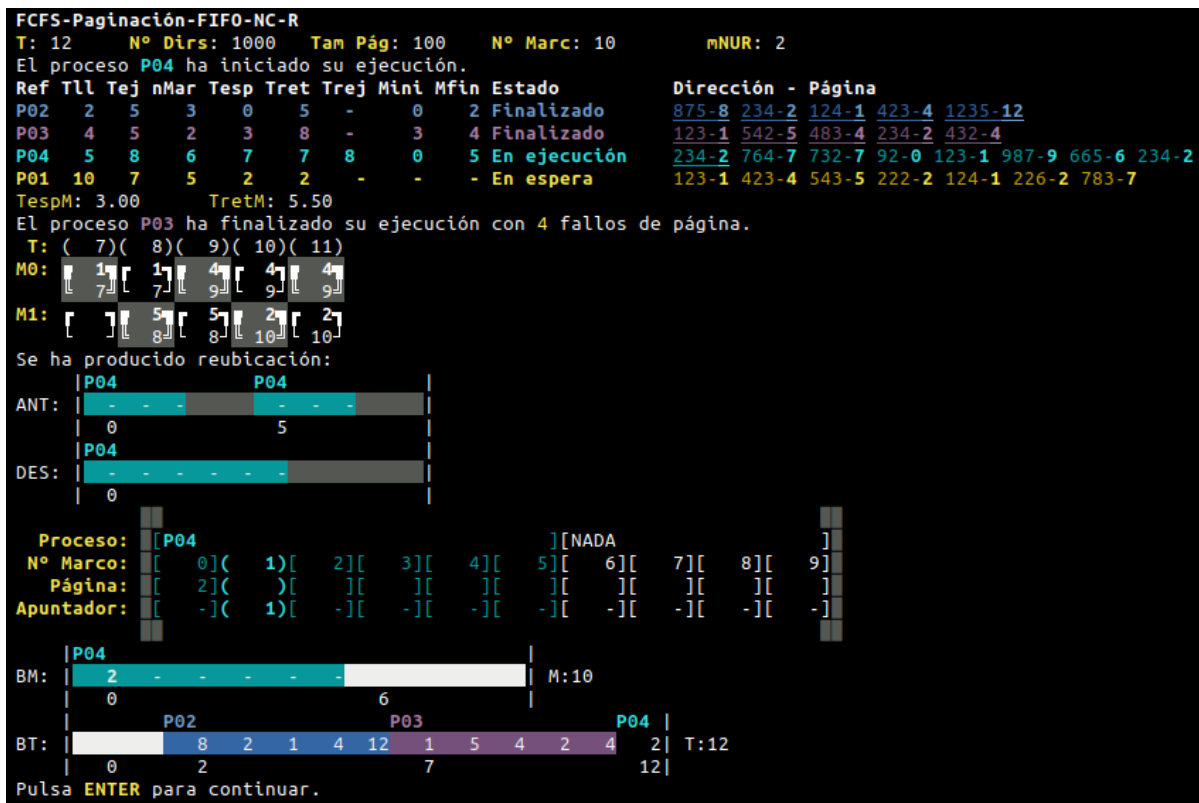 FCFS-Paginación-FIFO-NC-R
T: 12 Nº Dirs: 1000 Tam Pág: 100 Nº Marc: 10 mNUR: 2
El proceso P04 ha iniciado su ejecución.
Ref Tll Tej nMar Tesp Tret Trej Mini Mfin Estado Dirección - Página
P02 2 5 3 0 5 - 0 2 Finalizado 875-8 234-2 124-1 423-4 1235-12
P03 4 5 2 3 8 - 3 4 Finalizado 123-1 542-5 483-4 234-2 432-4
P04 5 8 6 7 7 8 0 5 En ejecución 234-2 764-7 732-7 92-0 123-1 987-9 665-6 234-2
P01 10 7 5 2 2 - - - En espera 123-1 423-4 543-5 222-2 124-1 226-2 783-7
TespM: 3.00 TretM: 5.50
El proceso P03 ha finalizado su ejecución con 4 fallos de página.
T: ( 7)( 8)( 9)( 10)( 11)
M0: 1 1 4 4 4
7 7 9 9 9
M1: 5 5 2 2
8 8 10 10
Se ha producido reubicación:
|P04 P04 |
ANT: | - - - - - - |
| 0 5 |
|P04 |
DES: | - - - - - - |
| 0 |
Proceso: [P04 ][NADA ]
Nº Marco: [ 0]( 1)[ 2][ 3][ 4][ 5][ 6][ 7][ 8][ 9]
Página: [ 2]( )[ ][ ][ ][ ][ ][ ][ ][ ]
Apuntador: [ -]( 1)[ -][ -][ -][ -][ -][ -][ -][ -]
|P04 |
BM: | 2 - - - - - | M:10
| 0 6 |
| P02 P03 P04 |
BT: | 8 2 1 4 12 1 5 4 2 4 2| T:12
| 0 2 7 12|
Pulsa ENTER para continuar.